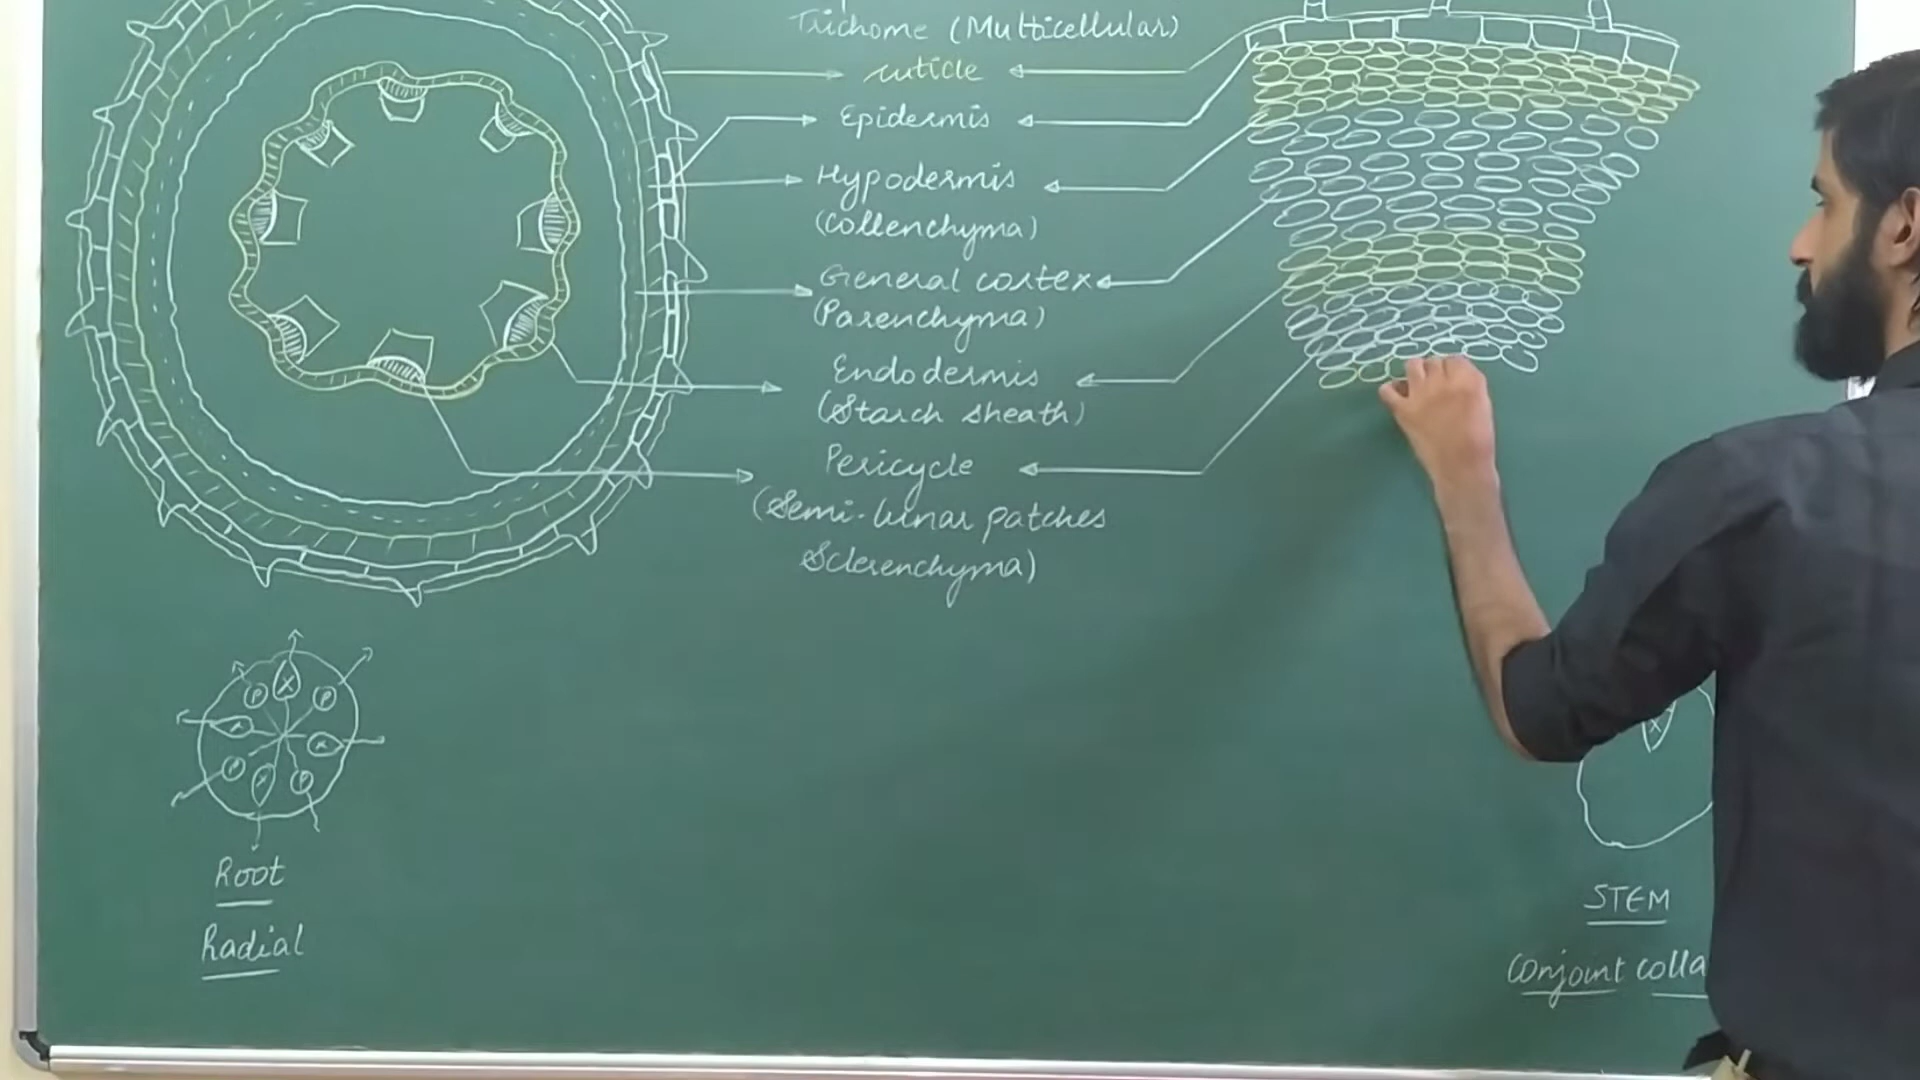 Trichome (Multicellular)
cuticle
Epidermis
Hypodermis
(Collenchyma)
General cortex
(Parenchyma)
Endodermis
(Starch sheath)
Pericycle
(Semi-lunar patches
Sclerenchyma)
X
P
P
x
x
P
X
P
Root
Radial
X
STEM
Conjoint colla